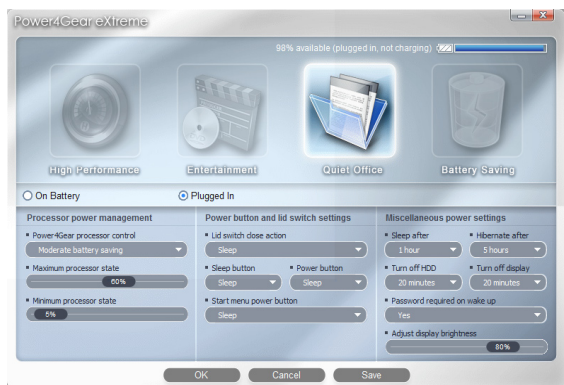 Power4Gear eXtreme
98% available (plugged in, not charging)
High Performance
Entertainment
Quiet Office
Battery Saving
On Battery
Plugged In
Processor power management
Power4Gear processor control
Moderate battery saving
Maximum processor state
60%
Minimum processor state
5%
Power button and lid switch settings
Lid switch close action
Sleep
Sleep button Power button
Sleep Sleep
Start menu power button
Sleep
Miscellaneous power settings
Sleep after Hibernate after
1 hour 5 hours
Turn off HDD Turn off display
20 minutes 20 minutes
Password required on wake up
Yes
Adjust display brightness
80%
OK Cancel Save